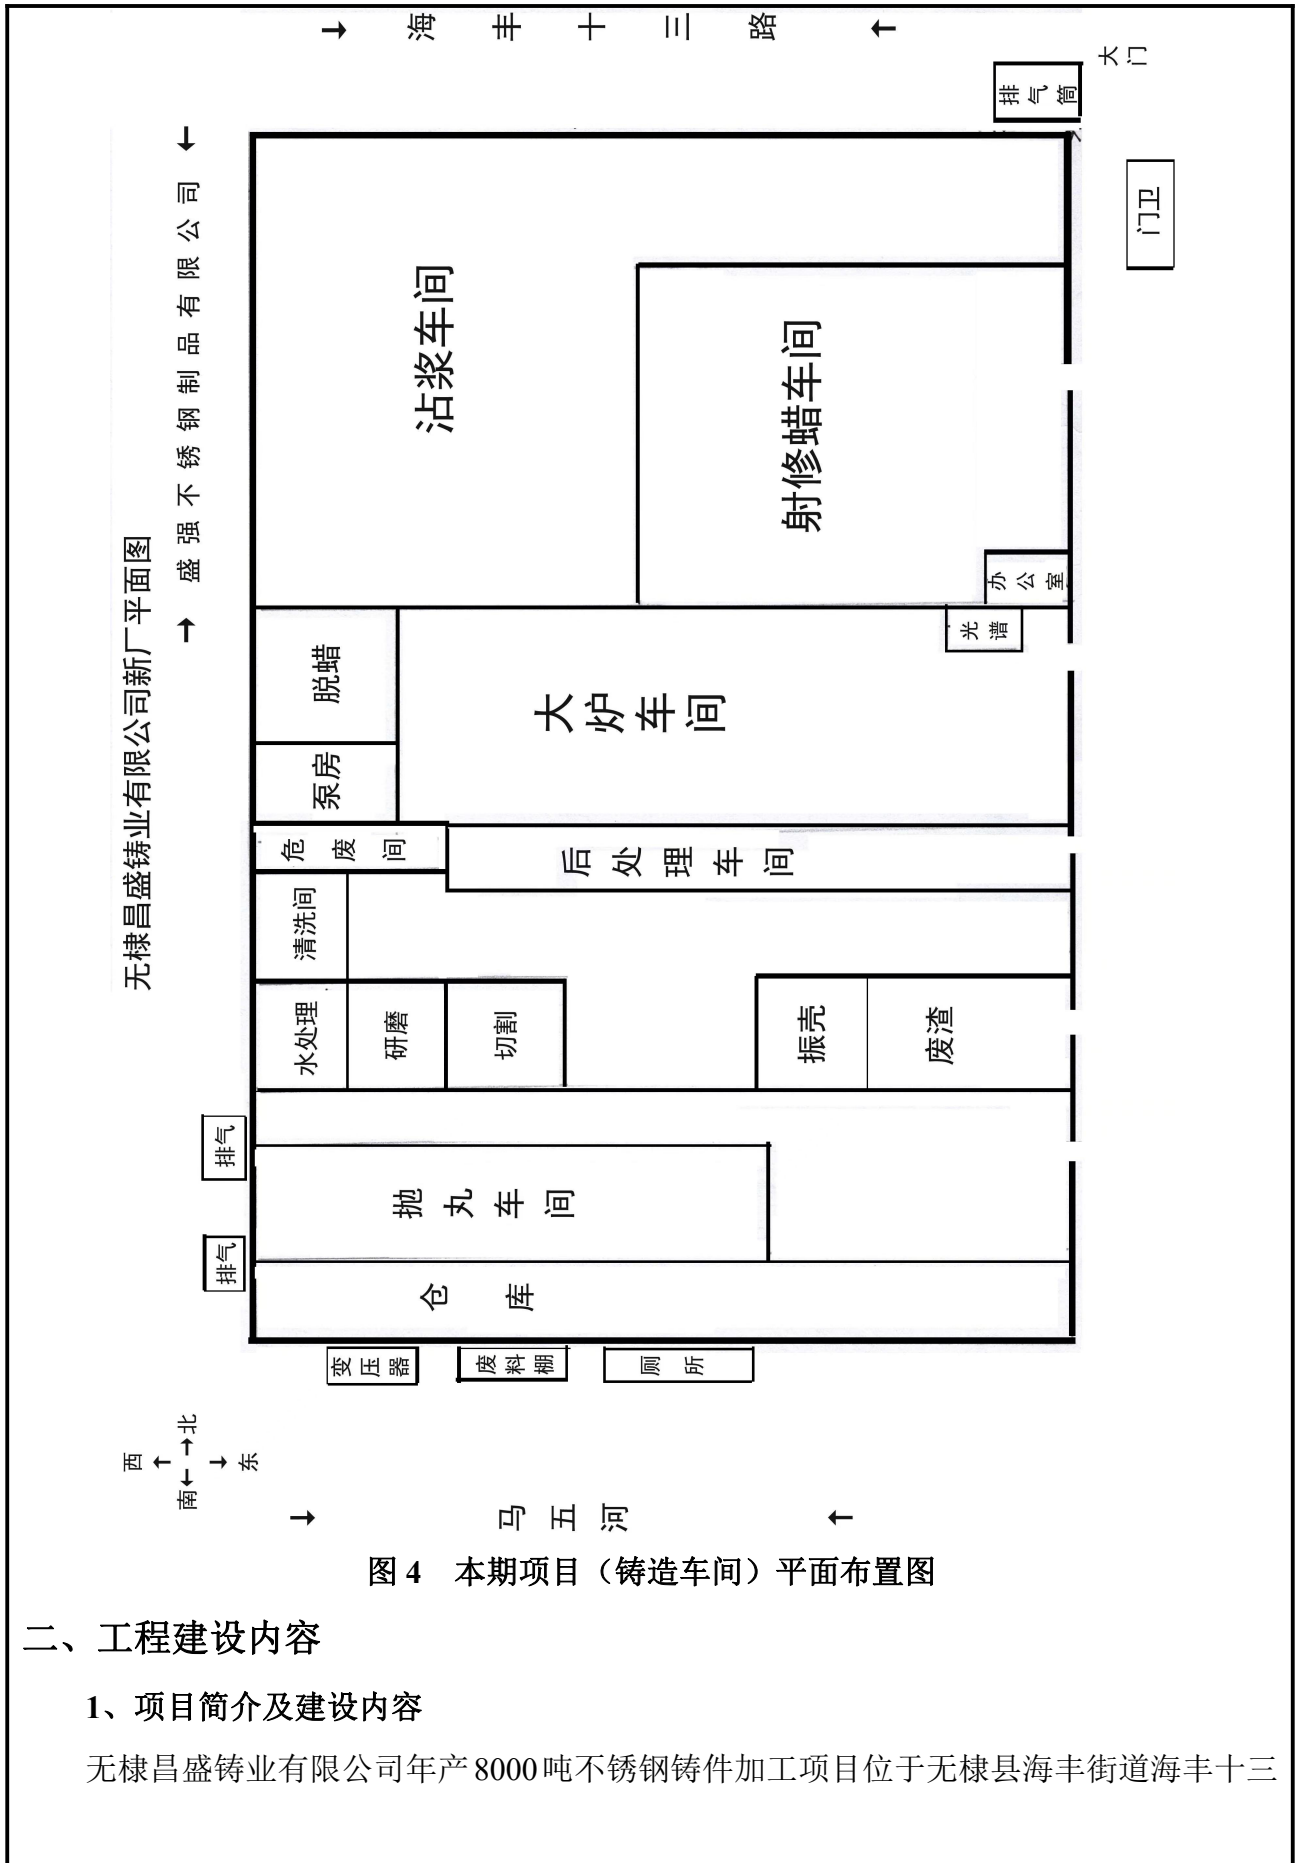 海丰十三路
大门
排气筒
门卫
无棣昌盛铸业有限公司新厂平面图
盛强不锈钢制品有限公司
沾浆车间
射修蜡车间
办公室
光谱
脱蜡
大炉车间
泵房
危废间
后处理车间
清洗间
水处理
研磨
切割
振壳
废渣
排气
抛丸车间
排气
仓库
变压器
废料棚
厕所
西
北
南
东
马五河
图 4 本期项目（铸造车间）平面布置图
二、工程建设内容
1、项目简介及建设内容
无棣昌盛铸业有限公司年产 8000 吨不锈钢铸件加工项目位于无棣县海丰街道海丰十三